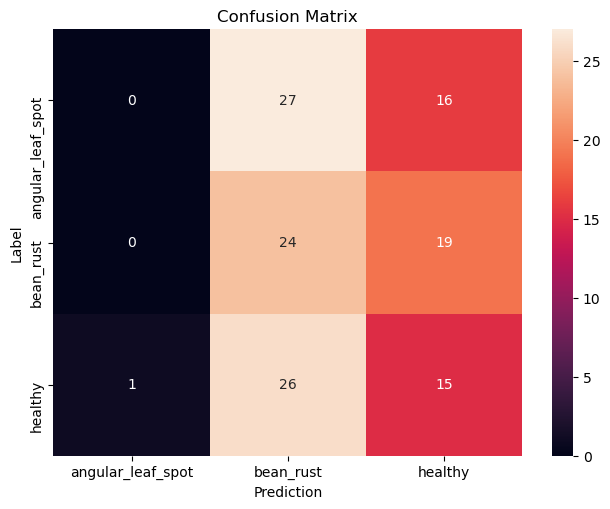 Confusion Matrix
Label
angular_leaf_spot
bean_rust
healthy
0 27 16
0 24 19
1 26 15
angular_leaf_spot bean_rust healthy
Prediction
25
20
15
10
5
0